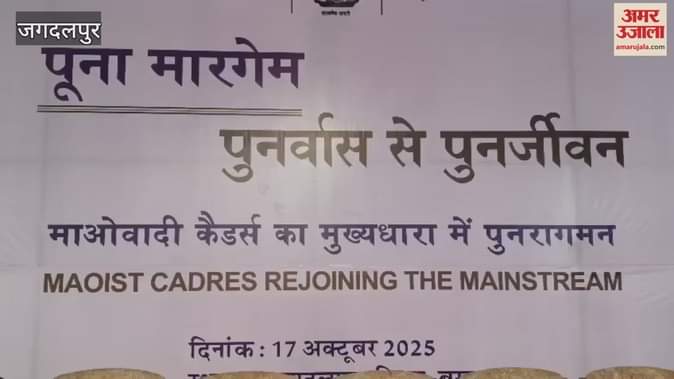 जगदलपुर
अमर उजाला
amarujala.com
पूना मारगेम
पुनर्वास से पुनर्जीवन
माओवादी कैडर्स का मुख्यधारा में पुनरागमन
MAOIST CADRES REJOINING THE MAINSTREAM
दिनांक : 17 अक्टूबर 2025